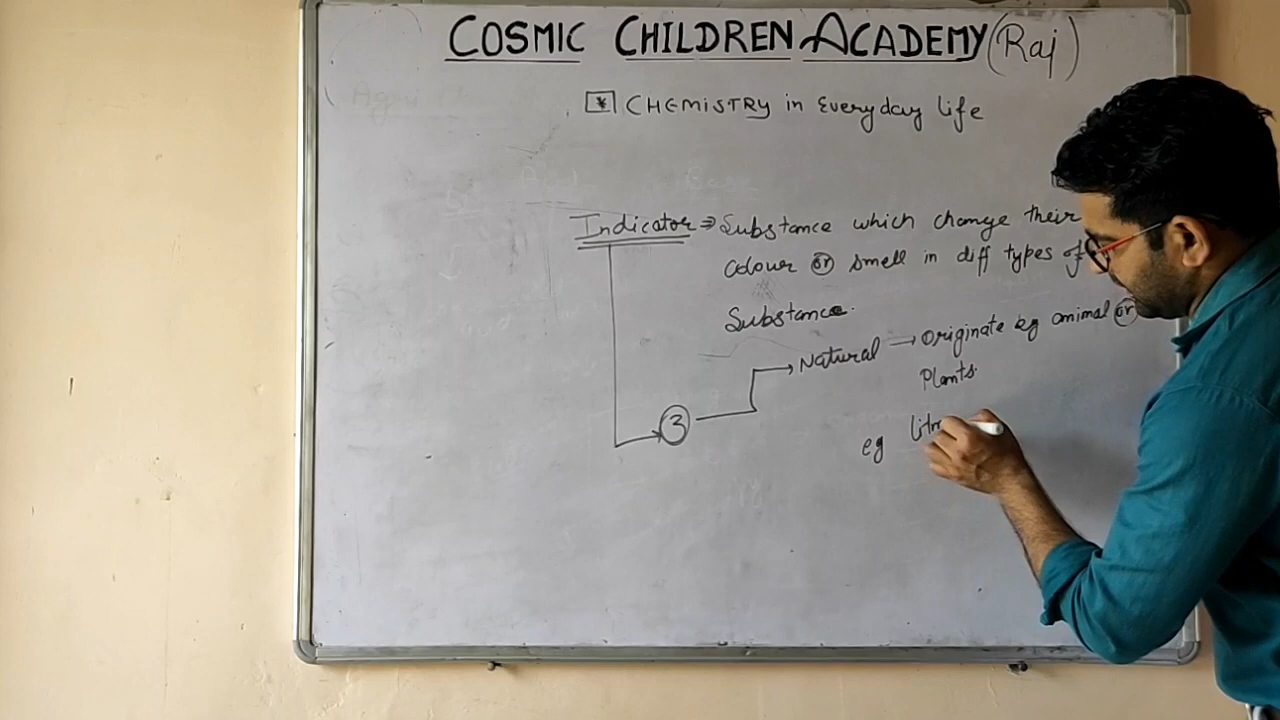 COSMIC CHILDREN ACADEMY (Raj)
CHEMISTRY in Everyday life
Indicator ⇒ Substance which change their
Colour or smell in diff types of
Substance.
Natural → Originate by animal or
Plants.
3
eg Litm